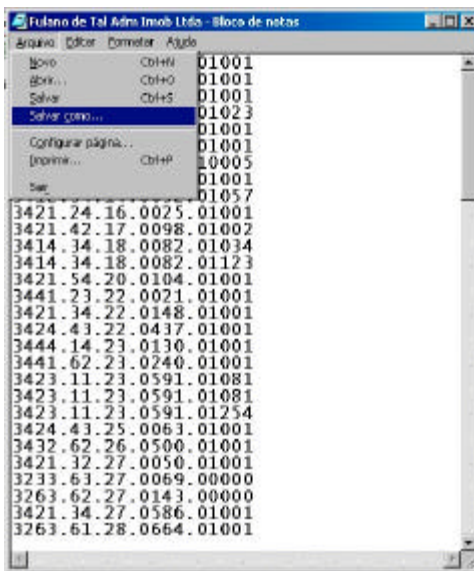 Fulano de Tal Adm Imob Ltda - Bloco de notas
Arquivo Editar Formatar Ajuda
Novo Ctrl+N 01001
Abrir... Ctrl+O 01001
Salvar Ctrl+S 01001
Salvar como... 01023
01001
Configurar página... 01001
Imprimir... Ctrl+P 10005
01001
Sair 01057
3421.24.16.0025.01001
3421.42.17.0098.01002
3414.34.18.0082.01034
3414.34.18.0082.01123
3421.54.20.0104.01001
3441.23.22.0021.01001
3421.34.22.0148.01001
3424.43.22.0437.01001
3444.14.23.0130.01001
3441.62.23.0240.01001
3423.11.23.0591.01081
3423.11.23.0591.01081
3423.11.23.0591.01254
3424.43.25.0063.01001
3432.62.26.0500.01001
3421.32.27.0050.01001
3233.63.27.0069.00000
3263.62.27.0143.00000
3421.34.27.0586.01001
3263.61.28.0664.01001